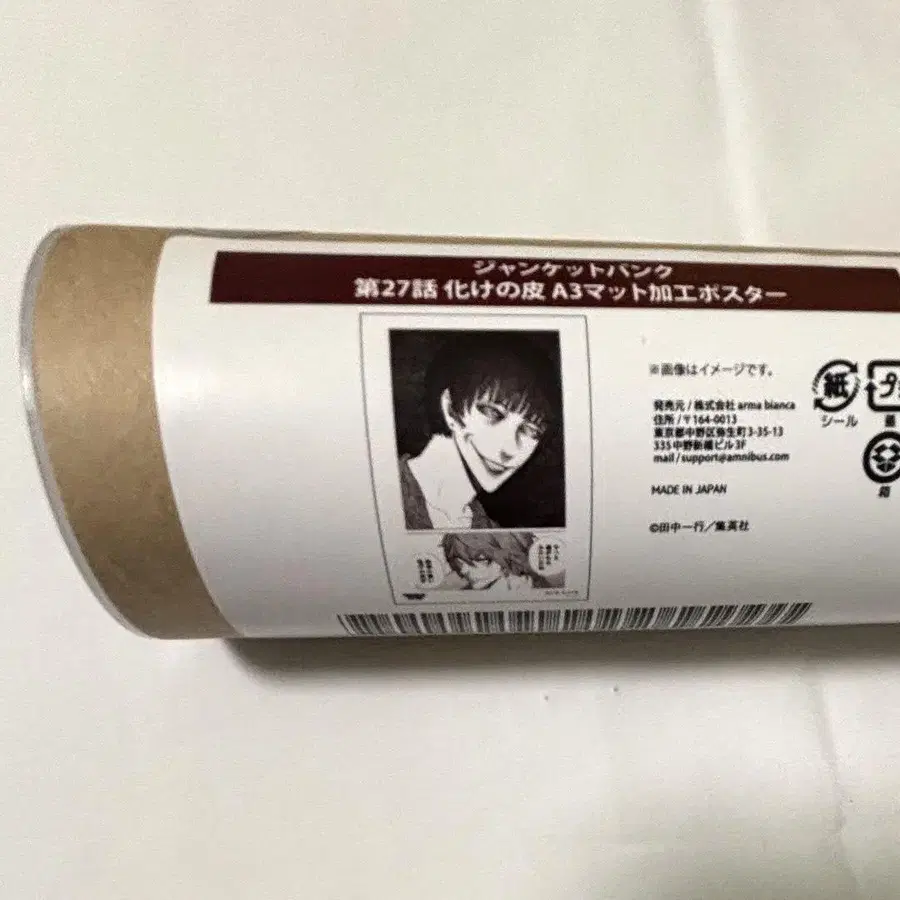 ジャンケットバンク
第27話 化けの皮 A3マット加工ポスター
※画像はイメージです。
発売元/株式会社 arma bianca
住所/〒164-0013
東京都中野区弥生町3-35-13
335中野新橋ビル3F
mail/support@amnibus.com
MADE IN JAPAN
©田中一行/集英社
紙
シール
プ
蓋
箱